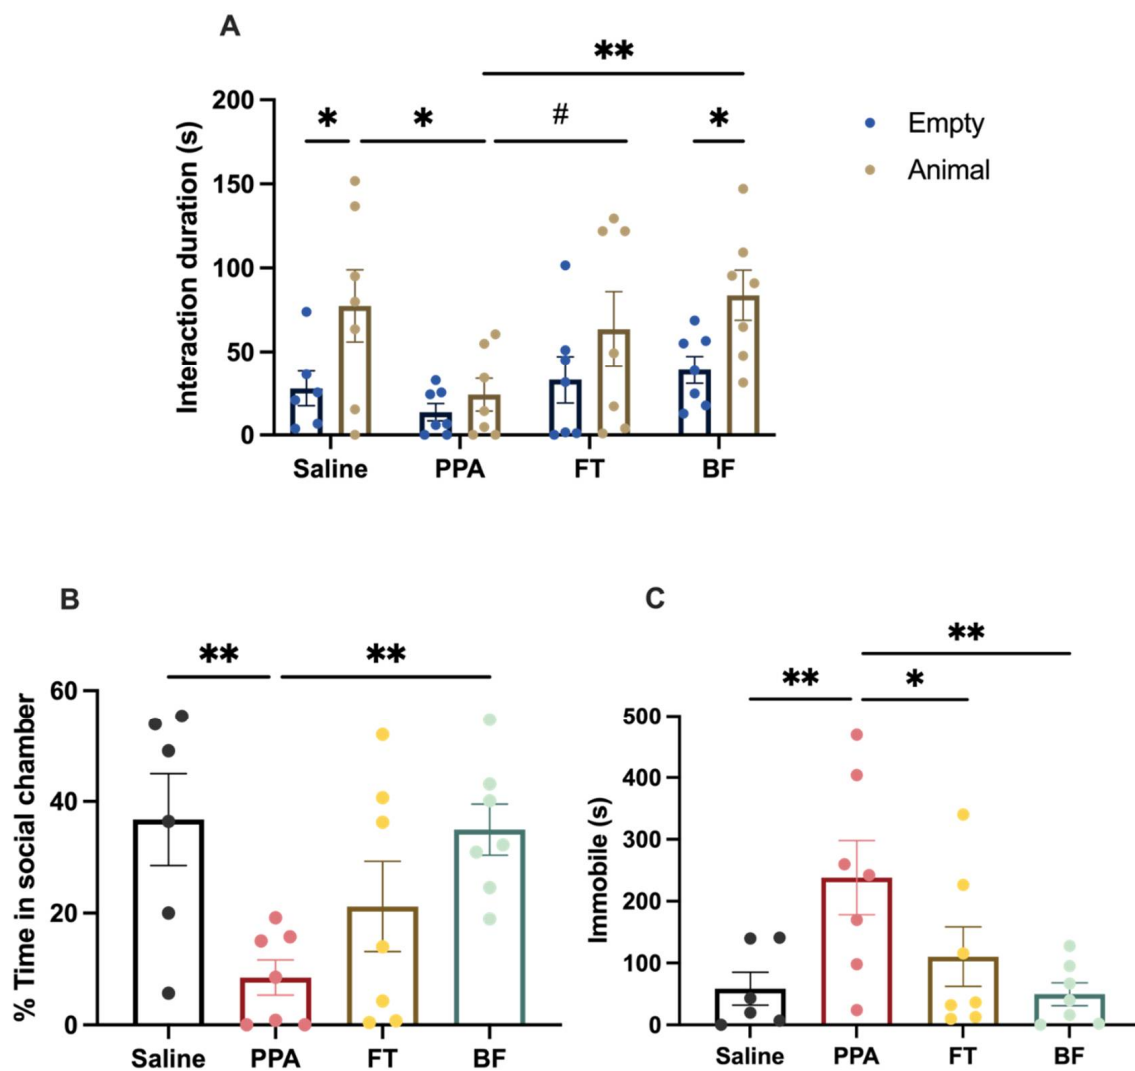 A
**
200
* * # *
Empty
Animal
150
100
50
0
Interaction duration (s)
Saline PPA FT BF
B
** **
60
40
20
0
% Time in social chamber
Saline PPA FT BF
C
**
** *
500
400
300
200
100
0
Immobile (s)
Saline PPA FT BF